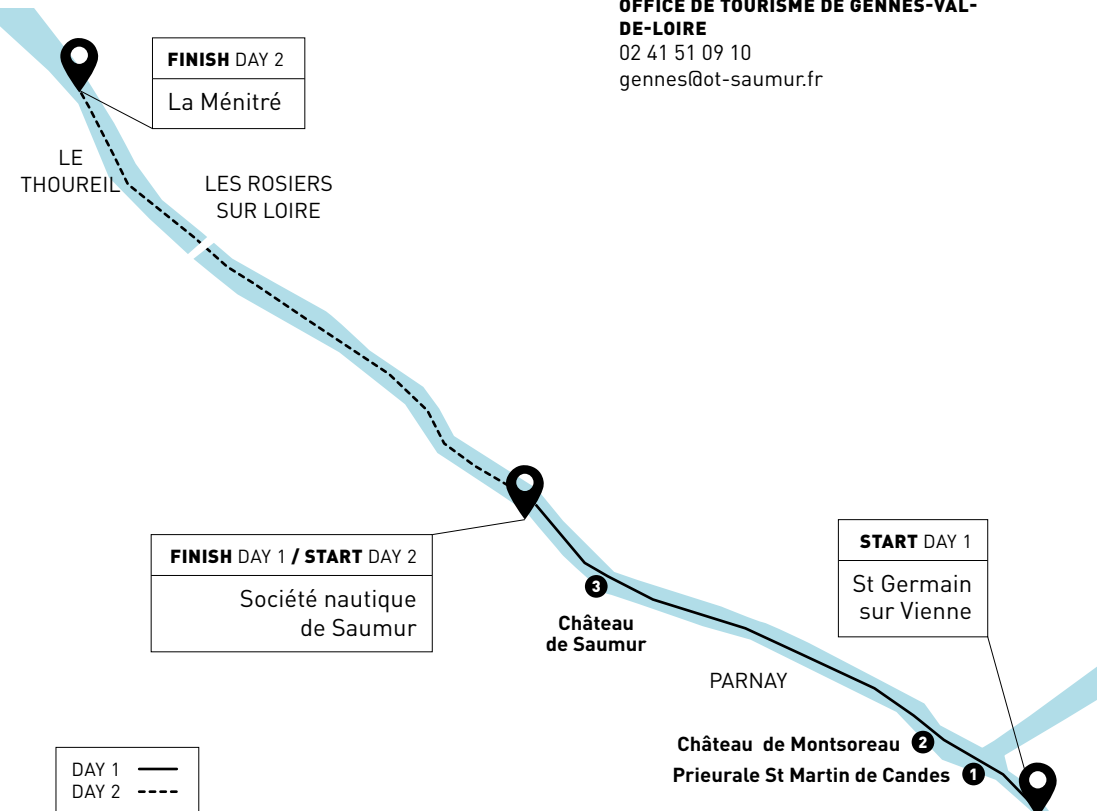 OFFICE DE TOURISME DE GENNES-VAL-
DE-LOIRE
02 41 51 09 10
gennes@ot-saumur.fr
FINISH DAY 2
La Ménitré
LE
THOUREIL
LES ROSIERS
SUR LOIRE
FINISH DAY 1 / START DAY 2
Société nautique
de Saumur
START DAY 1
St Germain
sur Vienne
3
Château
de Saumur
PARNAY
Château de Montsoreau 2
Prieurale St Martin de Candes 1
DAY 1
DAY 2